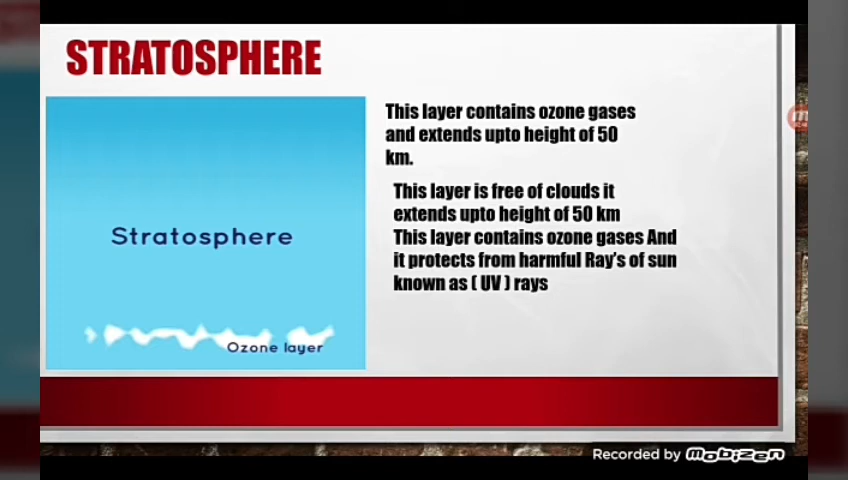 STRATOSPHERE
This layer contains ozone gases
and extends upto height of 50
km.
This layer is free of clouds it
extends upto height of 50 km
This layer contains ozone gases And
it protects from harmful Ray's of sun
known as ( UV ) rays
Stratosphere
Ozone layer
Recorded by mobizen